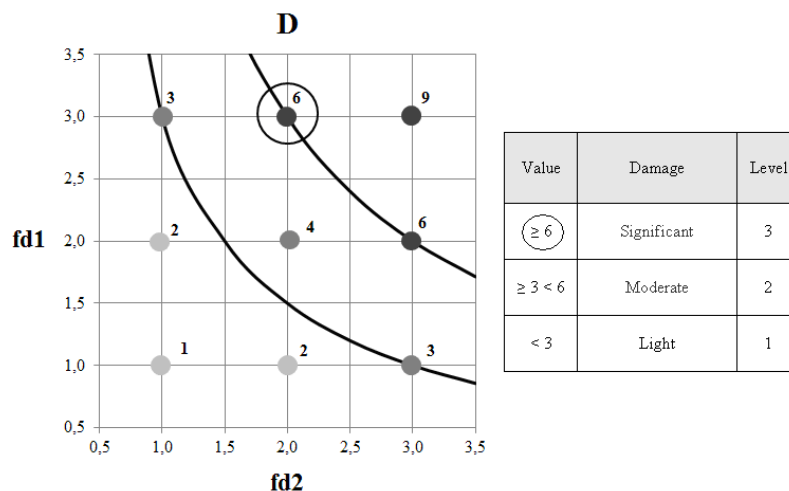 D
3,5
3,0
2,5
2,0
1,5
1,0
0,5
fd1
3
6
9
2
4
6
1
2
3
0,5 1,0 1,5 2,0 2,5 3,0 3,5
fd2
Value Damage Level
≥ 6 Significant 3
≥ 3 < 6 Moderate 2
< 3 Light 1